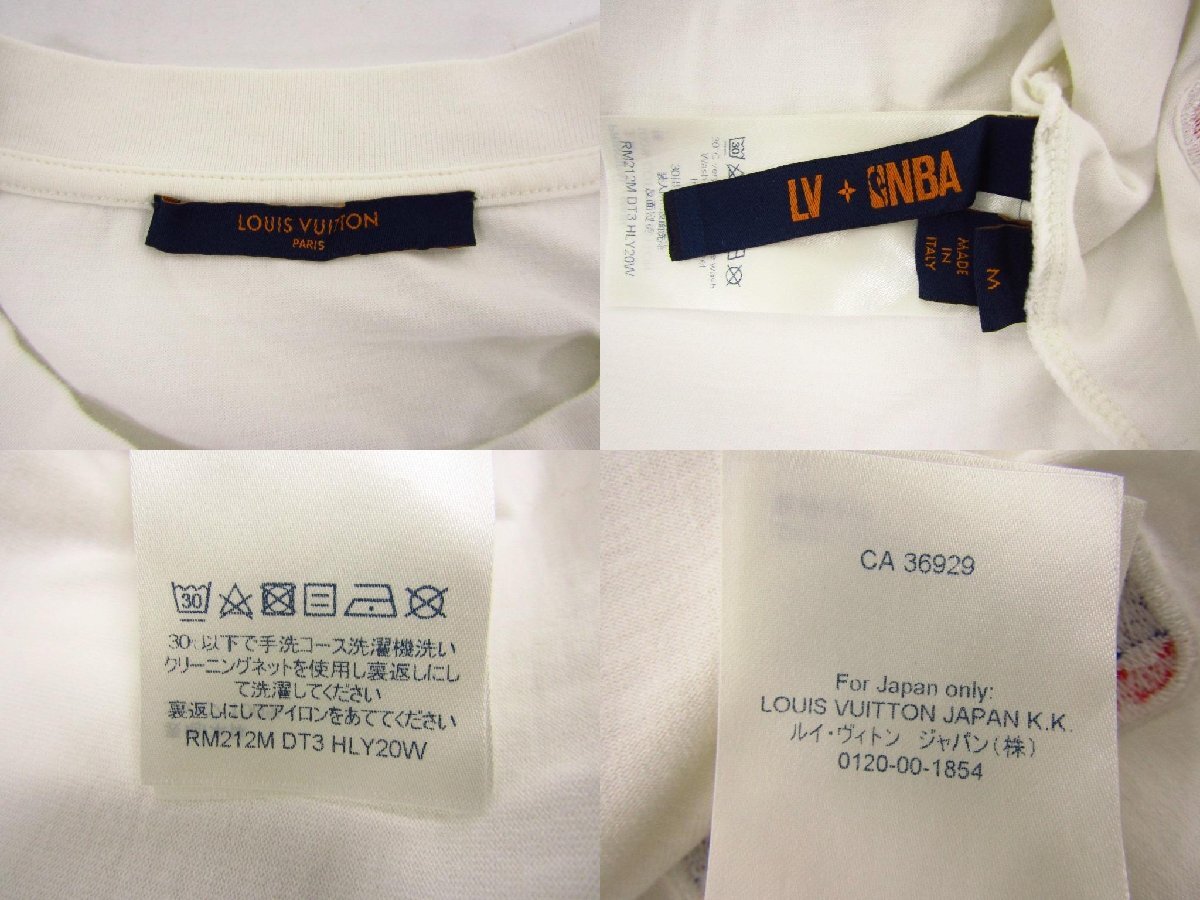 LOUIS VUITTON
PARIS
LV + NBA
MADE
IN
ITALY
M
30
RM212M DT3 HLY20W
30
30℃以下で手洗コース洗濯機洗い
クリーニングネットを使用し裏返しにし
て洗濯してください
裏返しにしてアイロンをあててください
RM212M DT3 HLY20W
CA 36929
For Japan only:
LOUIS VUITTON JAPAN K.K.
ルイ・ヴィトン ジャパン(株)
0120-00-1854